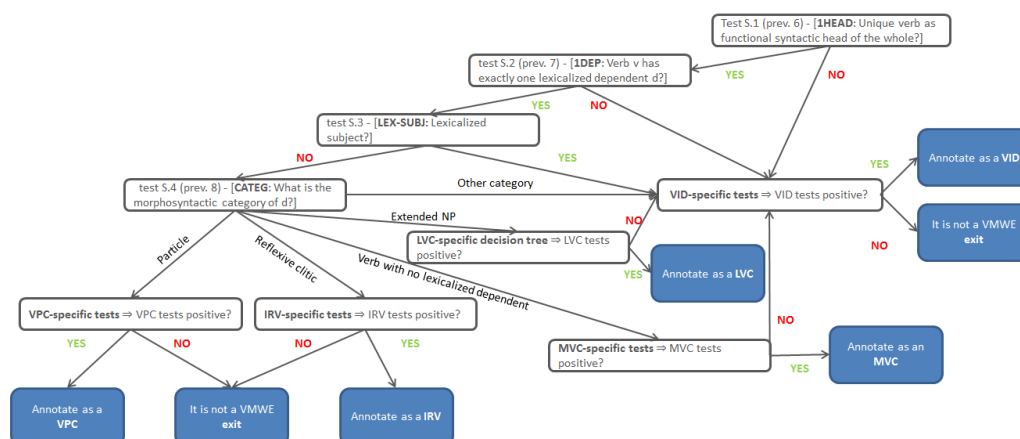 Test S.1 (prev. 6) - [1HEAD: Unique verb as
functional syntactic head of the whole?]
test S.2 (prev. 7) - [1DEP: Verb v has
exactly one lexicalized dependent d?]
YES
NO
YES
NO
test S.3 - [LEX-SUBJ: Lexicalized
subject?]
NO
YES
YES
Annotate as a VID
test S.4 (prev. 8) - [CATEG: What is the
morphosyntactic category of d?]
Other category
VID-specific tests ⇒ VID tests positive?
Extended NP
NO
It is not a VMWE
exit
NO
LVC-specific decision tree ⇒ LVC tests
positive?
YES
Annotate as a LVC
Particle
Reflexive clitic
Verb with no lexicalized dependent
VPC-specific tests ⇒ VPC tests positive?
IRV-specific tests ⇒ IRV tests positive?
NO
YES
NO
NO
YES
MVC-specific tests ⇒ MVC tests
positive?
YES
Annotate as an
MVC
Annotate as a
VPC
It is not a VMWE
exit
Annotate as a IRV